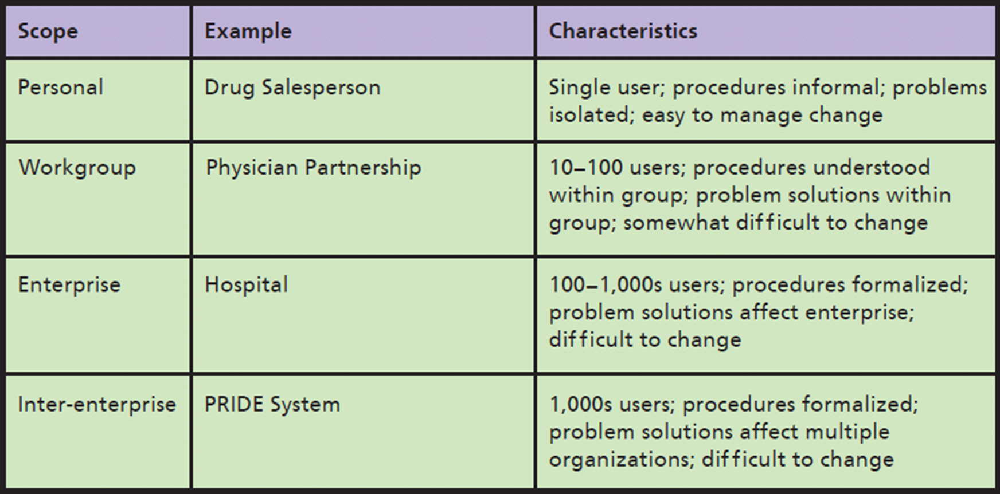 Scope Example Characteristics
Personal Drug Salesperson Single user; procedures informal; problems
isolated; easy to manage change
Workgroup Physician Partnership 10–100 users; procedures understood
within group; problem solutions within
group; somewhat difficult to change
Enterprise Hospital 100–1,000s users; procedures formalized;
problem solutions affect enterprise;
difficult to change
Inter-enterprise PRIDE System 1,000s users; procedures formalized;
problem solutions affect multiple
organizations; difficult to change